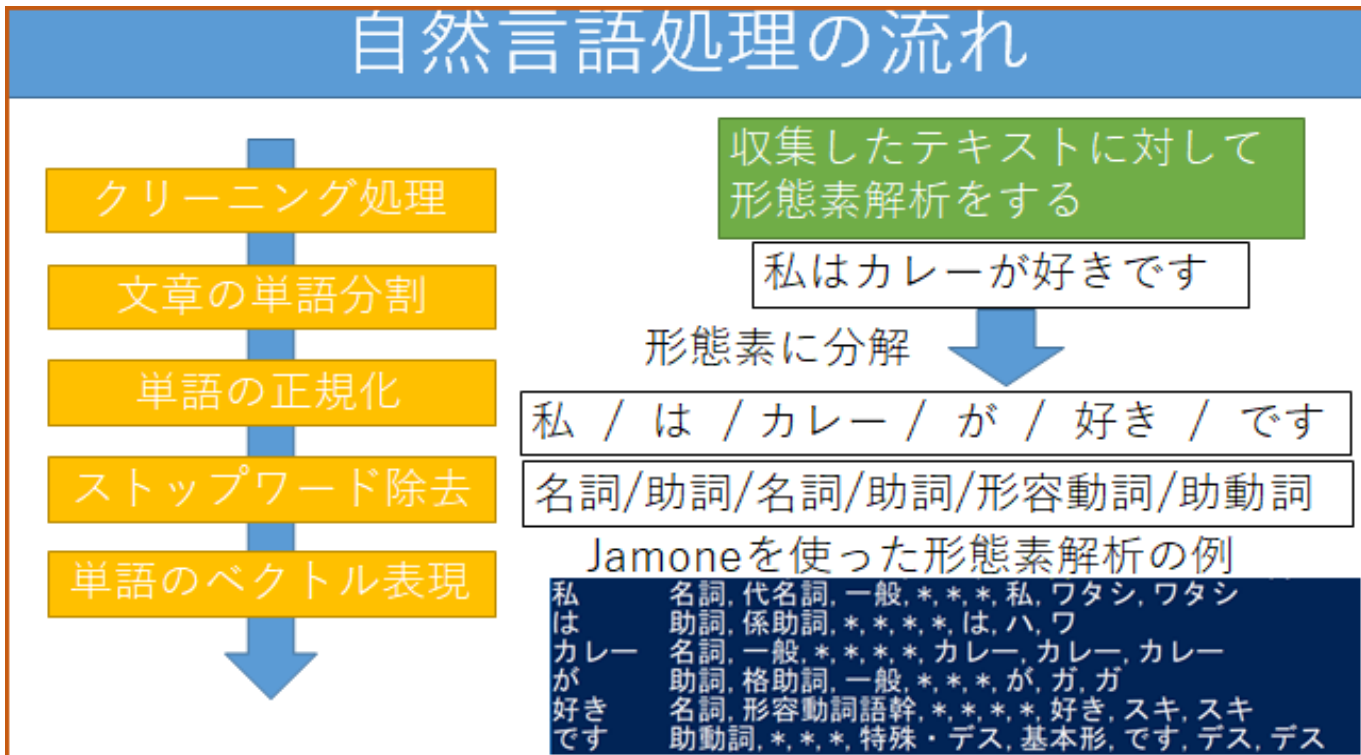 自然言語処理の流れ
クリーニング処理
文章の単語分割
単語の正規化
ストップワード除去
単語のベクトル表現
収集したテキストに対して
形態素解析をする
私はカレーが好きです
形態素に分解
私 / は / カレー / が / 好き / です
名詞/助詞/名詞/助詞/形容動詞/助動詞
Jamoneを使った形態素解析の例
私 名詞,代名詞,一般,*,*,*,私,ワタシ,ワタシ
は 助詞,係助詞,*,*,*,*,は,ハ,ワ
カレー 名詞,一般,*,*,*,*,カレー,カレー,カレー
が 助詞,格助詞,一般,*,*,*,が,ガ,ガ
好き 名詞,形容動詞語幹,*,*,*,*,好き,スキ,スキ
です 助動詞,*,*,*,特殊・デス,基本形,です,デス,デス